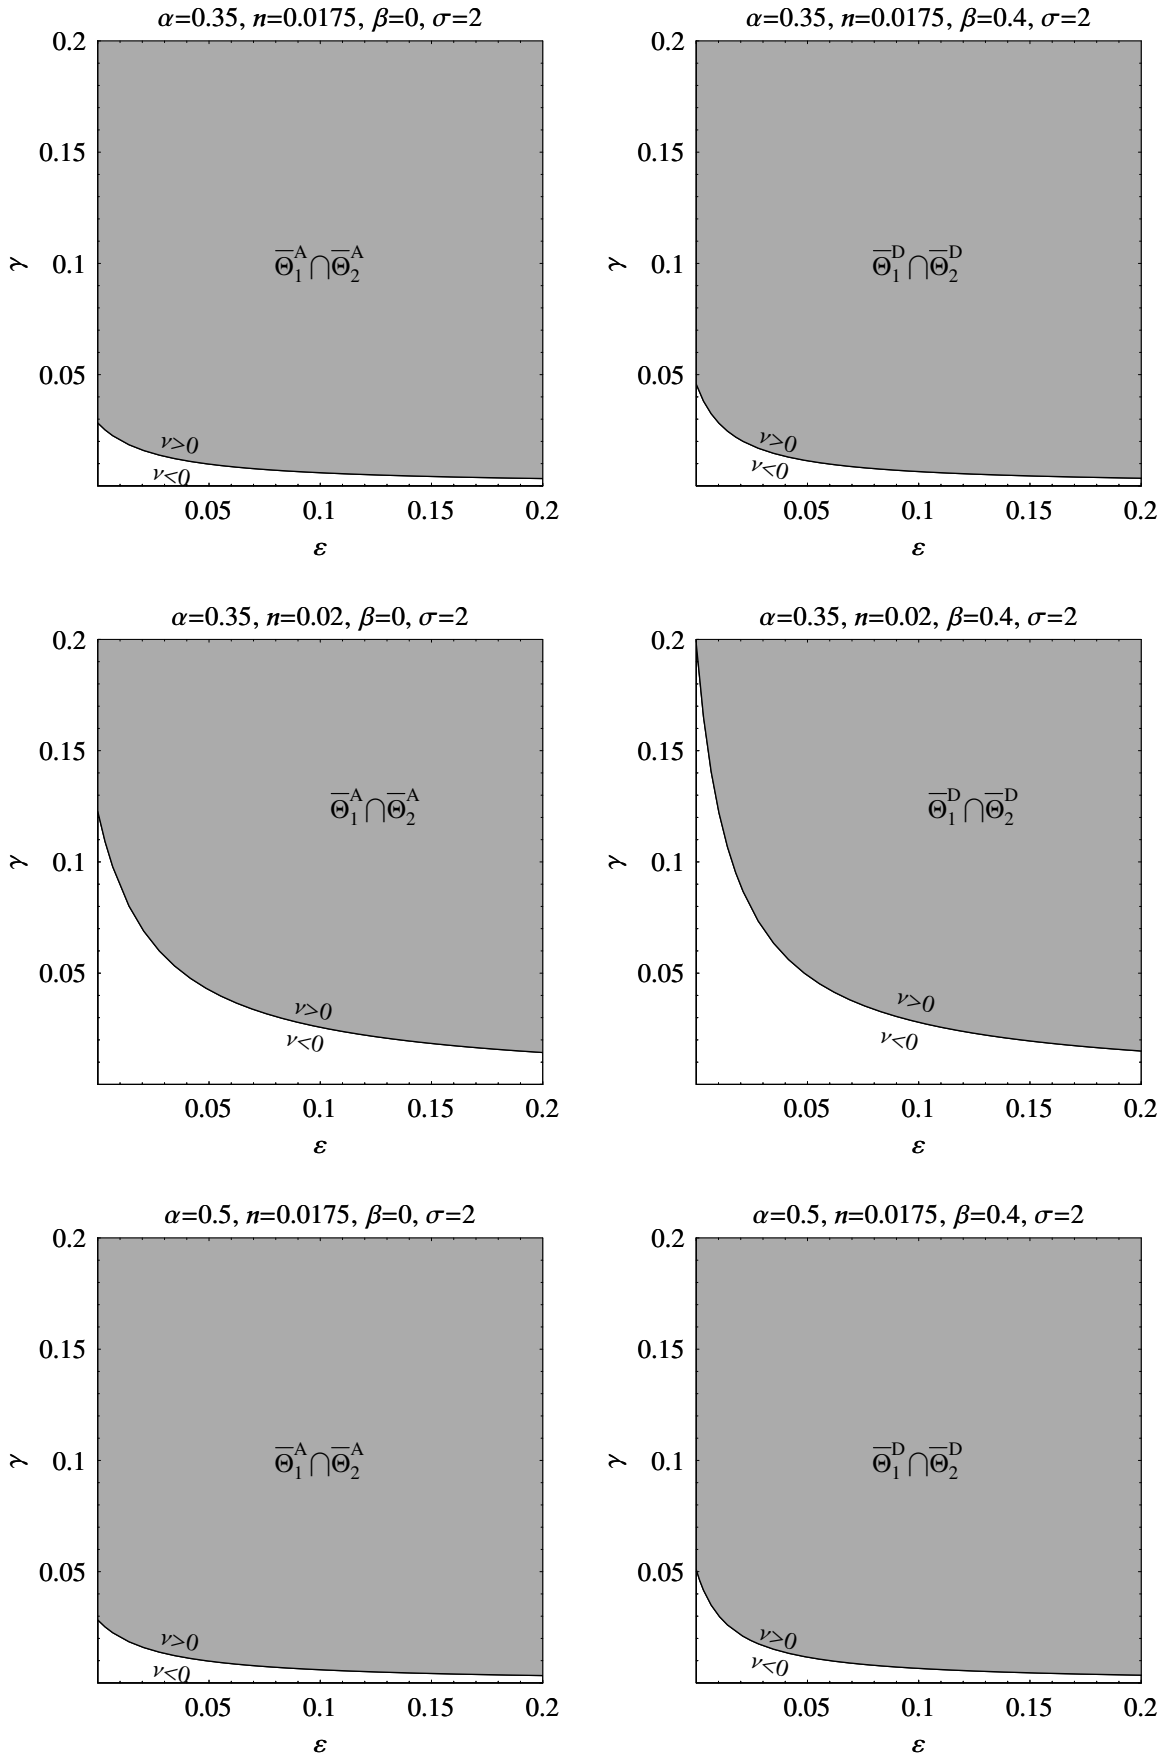 α=0.35, n=0.0175, β=0, σ=2
0.2
0.15
0.1
0.05
γ
Θ̅₁ᴬ⋂Θ̅₂ᴬ
ν>0
ν<0
0.05 0.1 0.15 0.2
ε
α=0.35, n=0.0175, β=0.4, σ=2
0.2
0.15
0.1
0.05
γ
Θ̅₁ᴰ⋂Θ̅₂ᴰ
ν>0
ν<0
0.05 0.1 0.15 0.2
ε
α=0.35, n=0.02, β=0, σ=2
0.2
0.15
0.1
0.05
γ
Θ̅₁ᴬ⋂Θ̅₂ᴬ
ν>0
ν<0
0.05 0.1 0.15 0.2
ε
α=0.35, n=0.02, β=0.4, σ=2
0.2
0.15
0.1
0.05
γ
Θ̅₁ᴰ⋂Θ̅₂ᴰ
ν>0
ν<0
0.05 0.1 0.15 0.2
ε
α=0.5, n=0.0175, β=0, σ=2
0.2
0.15
0.1
0.05
γ
Θ̅₁ᴬ⋂Θ̅₂ᴬ
ν>0
ν<0
0.05 0.1 0.15 0.2
ε
α=0.5, n=0.0175, β=0.4, σ=2
0.2
0.15
0.1
0.05
γ
Θ̅₁ᴰ⋂Θ̅₂ᴰ
ν>0
ν<0
0.05 0.1 0.15 0.2
ε